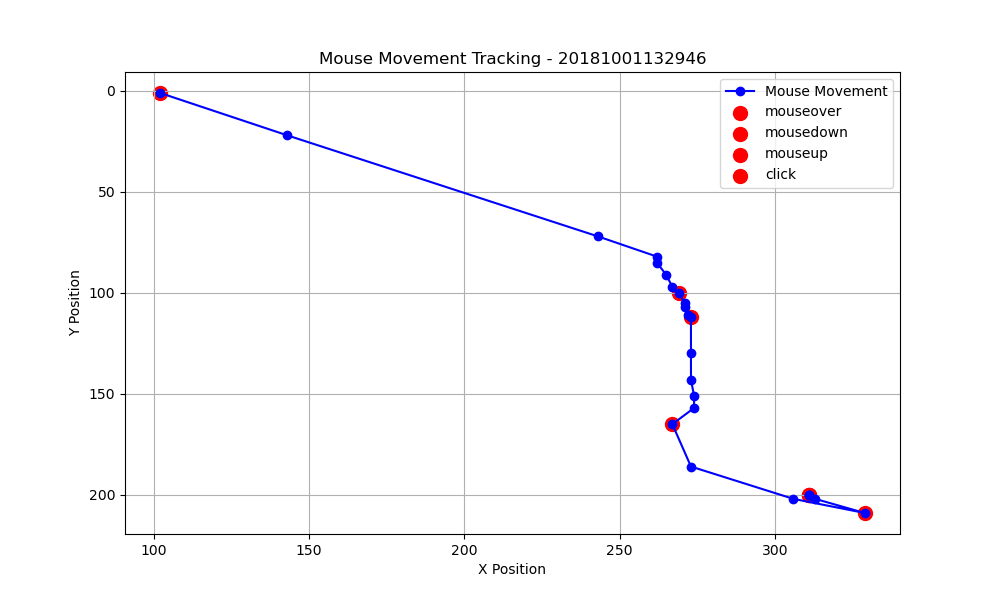 Mouse Movement Tracking - 20181001132946
Mouse Movement
mouseover
mousedown
mouseup
click
0
50
100
150
200
Y Position
100
150
200
250
300
X Position